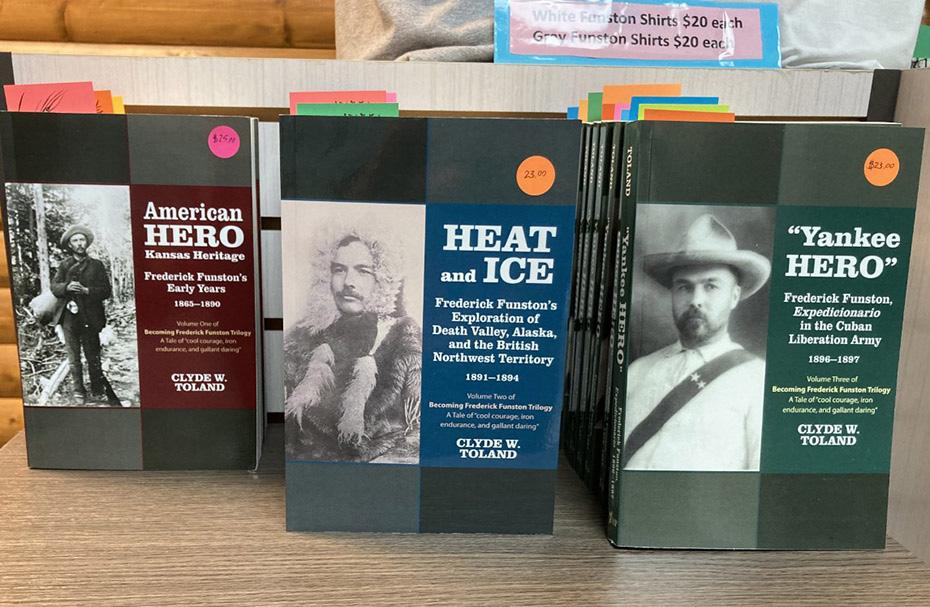 White Funston Shirts $20 each
Grey Funston Shirts $20 each
$25.00
American
HERO
Kansas Heritage
Frederick Funston's
Early Years
1865—1890
Volume One of
Becoming Frederick Funston Trilogy
A Tale of "cool courage, iron
endurance, and gallant daring"
CLYDE W.
TOLAND
23.00
HEAT
and ICE
Frederick Funston's
Exploration of
Death Valley, Alaska,
and the British
Northwest Territory
1891—1894
Volume Two of
Becoming Frederick Funston Trilogy
A Tale of "cool courage, iron
endurance, and gallant daring"
CLYDE W.
TOLAND
TOLAND
"Yankee HERO"
$23.00
"Yankee
HERO"
Frederick Funston,
Expedicionario
in the Cuban
Liberation Army
1896—1897
Volume Three of
Becoming Frederick Funston Trilogy
A Tale of "cool courage, iron
endurance, and gallant daring"
CLYDE W.
TOLAND